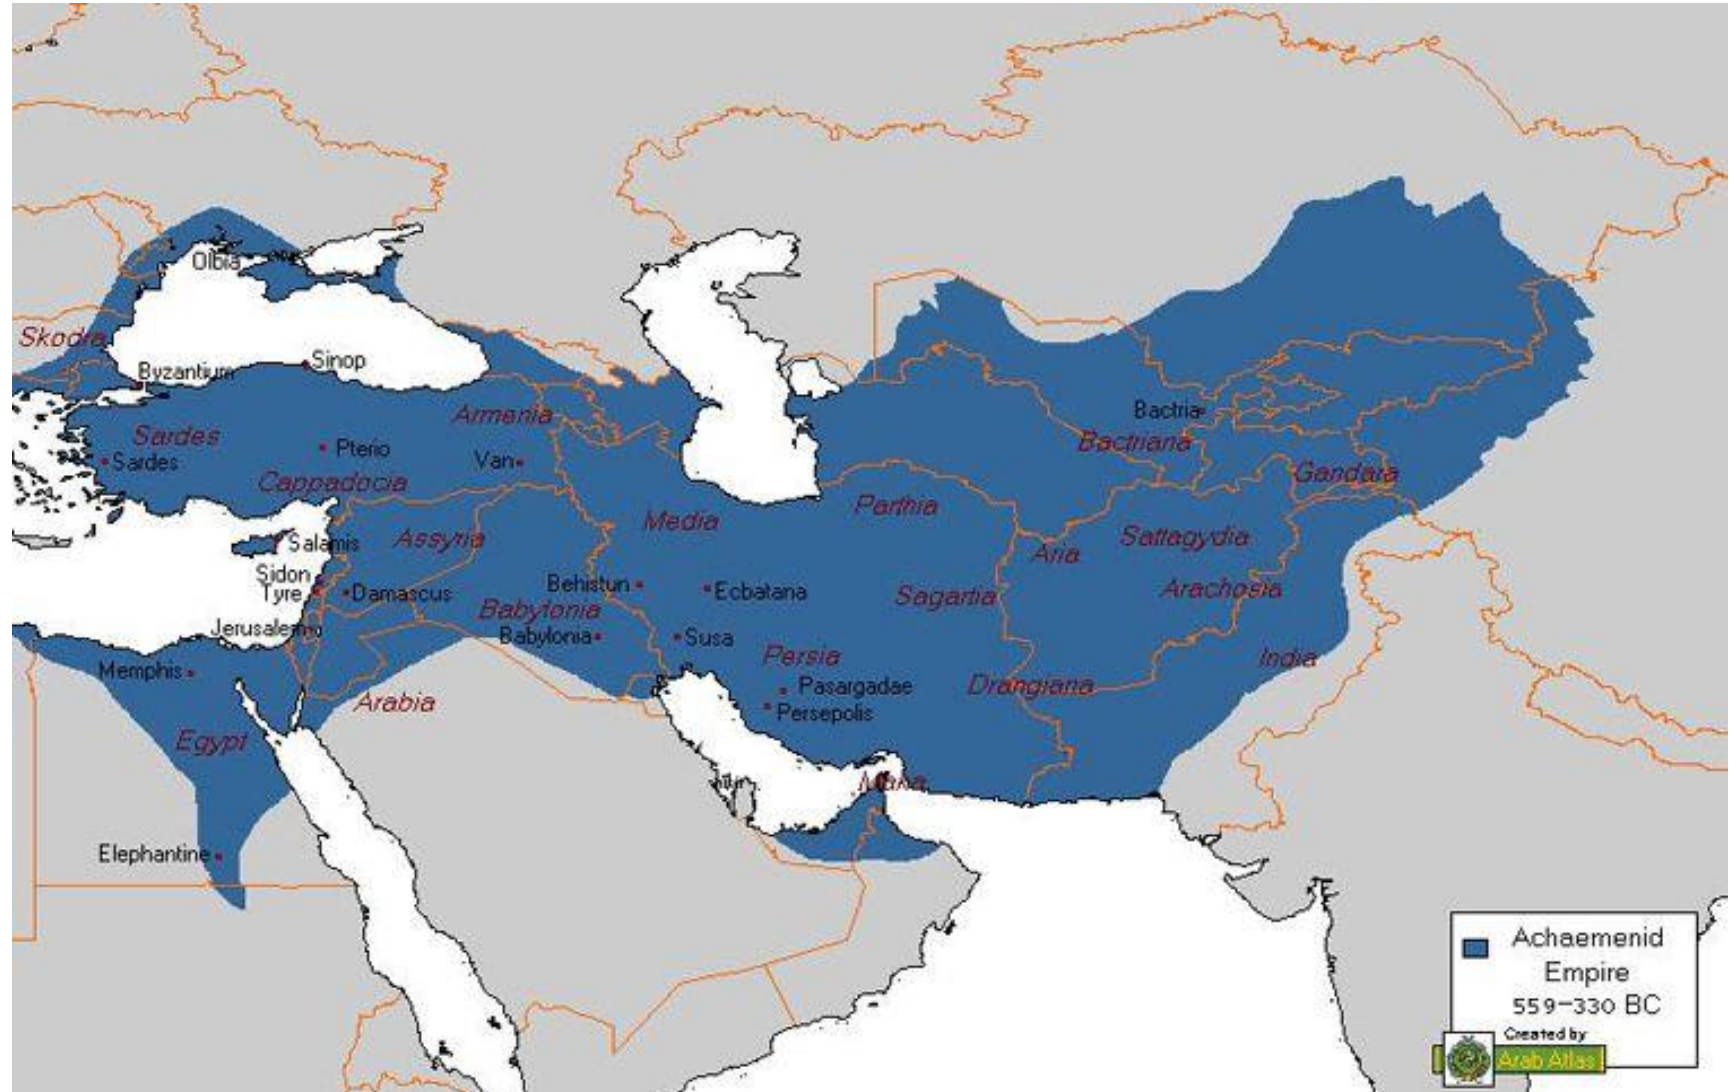 Olbia
Skodra
Sinop
Byzantium
Armenia
Bactria
Sardes
Bactriana
Pterio
Sardes
Van
Gandara
Cappadocia
Parthia
Media
Assyria
Sattagydia
Salamis
Aria
Sidon
Behistun
Ecbatana
Arachosia
Tyre
Damascus
Sagartia
Babylonia
Jerusalem
Babylonia
Susa
Persia
India
Memphis
Pasargadae
Drangiana
Arabia
Persepolis
Egypt
Maka
Elephantine
Achaemenid
Empire
559-330 BC
Created by
Arab Atlas